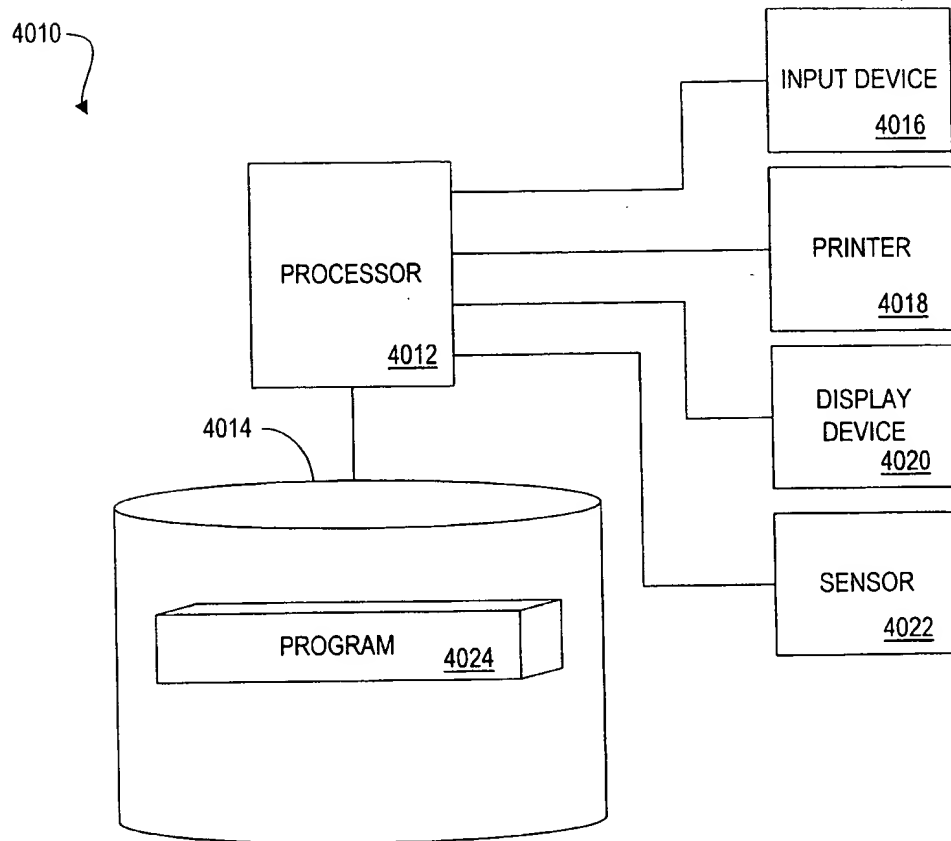 4010
INPUT DEVICE
4016
PROCESSOR
4012
PRINTER
4018
DISPLAY
DEVICE
4020
SENSOR
4022
4014
PROGRAM
4024